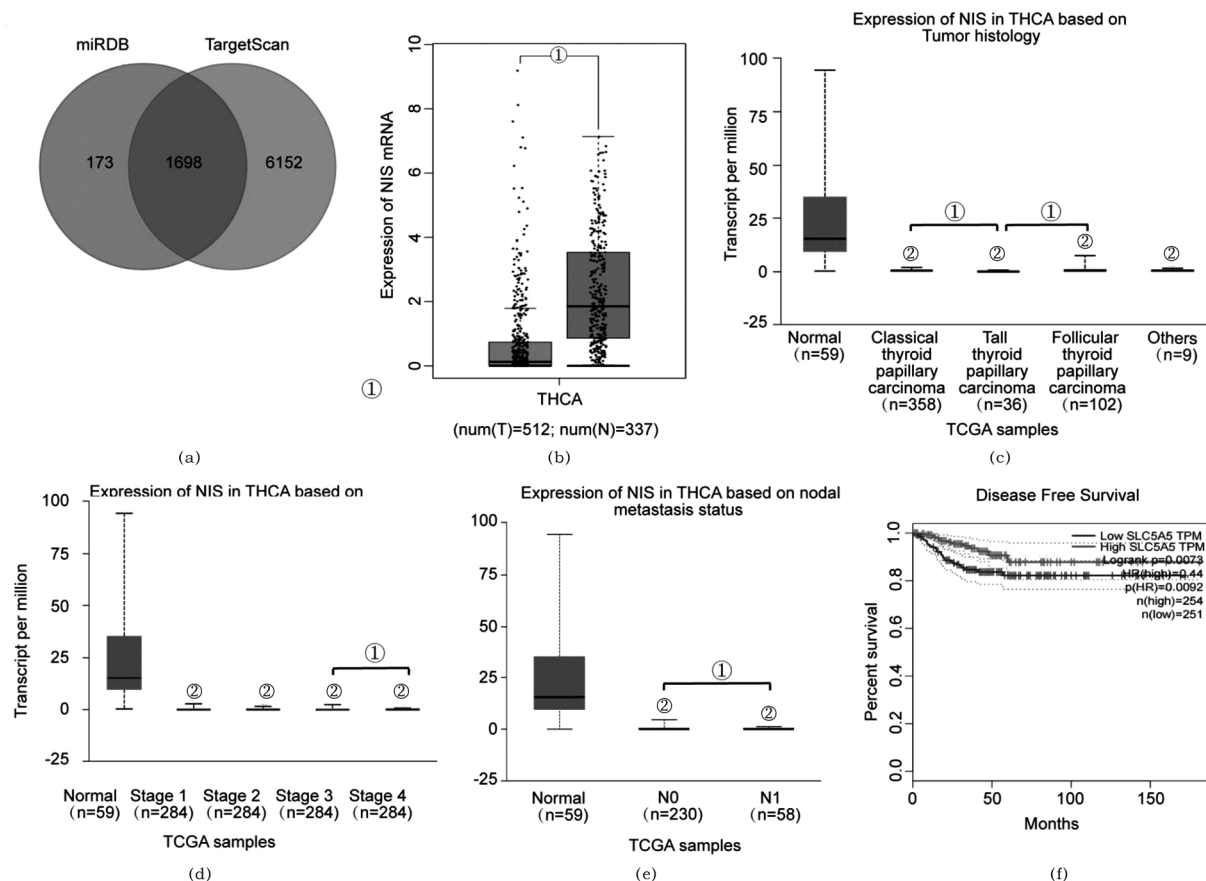 miRDB
TargetScan
173
1698
6152
(a)
10
8
6
4
2
0
Expression of NIS mRNA
①
①
THCA
(num(T)=512; num(N)=337)
(b)
Expression of NIS in THCA based on
Tumor histology
100
75
50
25
0
-25
Transcript per million
①
①
②
②
②
②
Normal
(n=59)
Classical
thyroid
papillary
carcinoma
(n=358)
Tall
thyroid
papillary
carcinoma
(n=36)
Follicular
thyroid
papillary
carcinoma
(n=102)
Others
(n=9)
TCGA samples
(c)
Expression of NIS in THCA based on
100
75
50
25
0
-25
Transcript per million
①
②
②
②
②
Normal
(n=59)
Stage 1
(n=284)
Stage 2
(n=284)
Stage 3
(n=284)
Stage 4
(n=284)
TCGA samples
(d)
Expression of NIS in THCA based on nodal
metastasis status
100
75
50
25
0
-25
Transcript per million
①
②
②
Normal
(n=59)
N0
(n=230)
N1
(n=58)
TCGA samples
(e)
Disease Free Survival
1.0
0.8
0.6
0.4
0.2
0.0
Percent survival
Low SLC5A5 TPM
High SLC5A5 TPM
Logrank p=0.0073
HR(high)=0.44
p(HR)=0.0092
n(high)=254
n(low)=251
0
50
100
150
Months
(f)